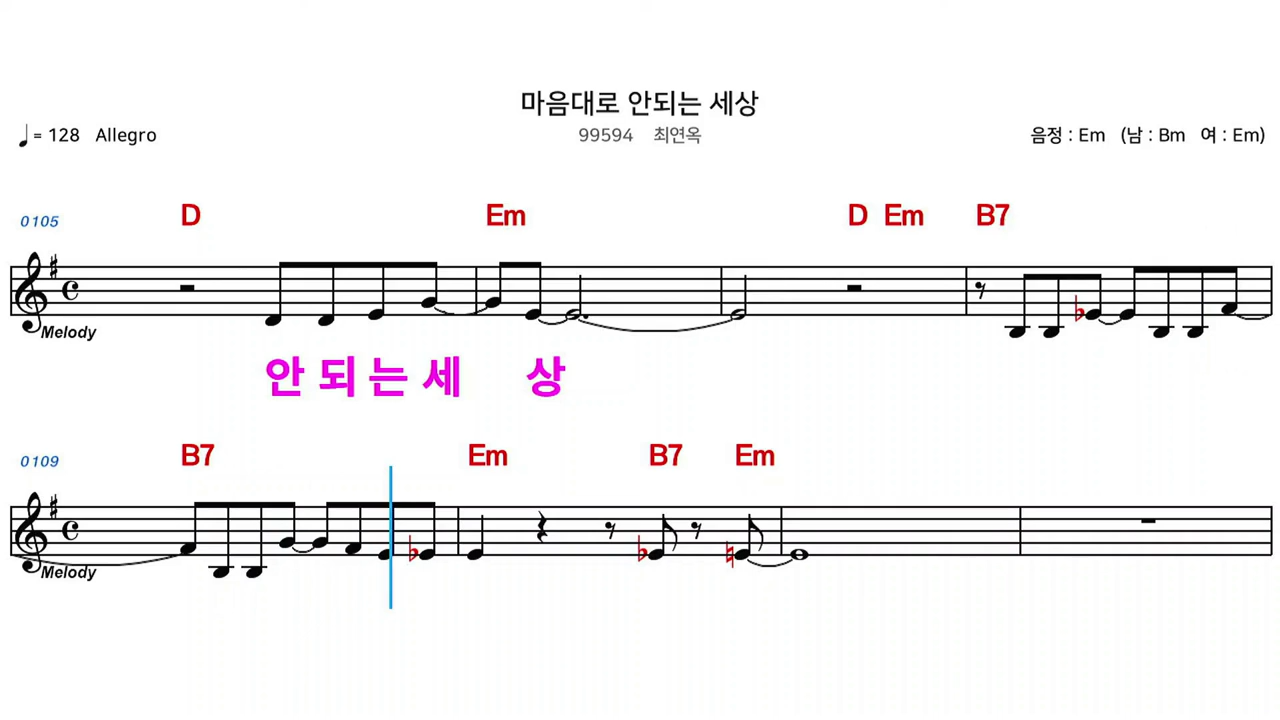 마음대로 안되는 세상
♩ = 128 Allegro 99594 최연옥 음정 : Em (남 : Bm 여 : Em)
0105 D Em D Em B7
Melody
안 되 는 세 상
0109 B7 Em B7 Em
Melody